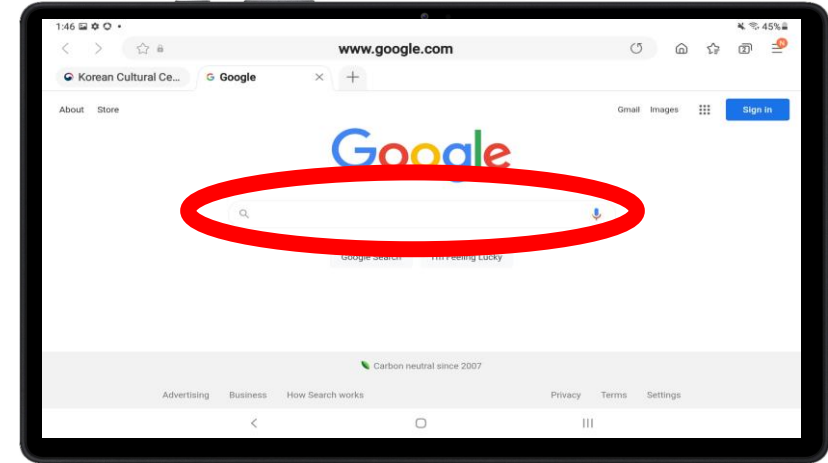 1:46
45%
www.google.com
2
N
Korean Cultural Ce...
G Google
About Store
Gmail Images
Sign in
Google
Google Search
I'm Feeling Lucky
Carbon neutral since 2007
Advertising Business How Search works
Privacy Terms Settings